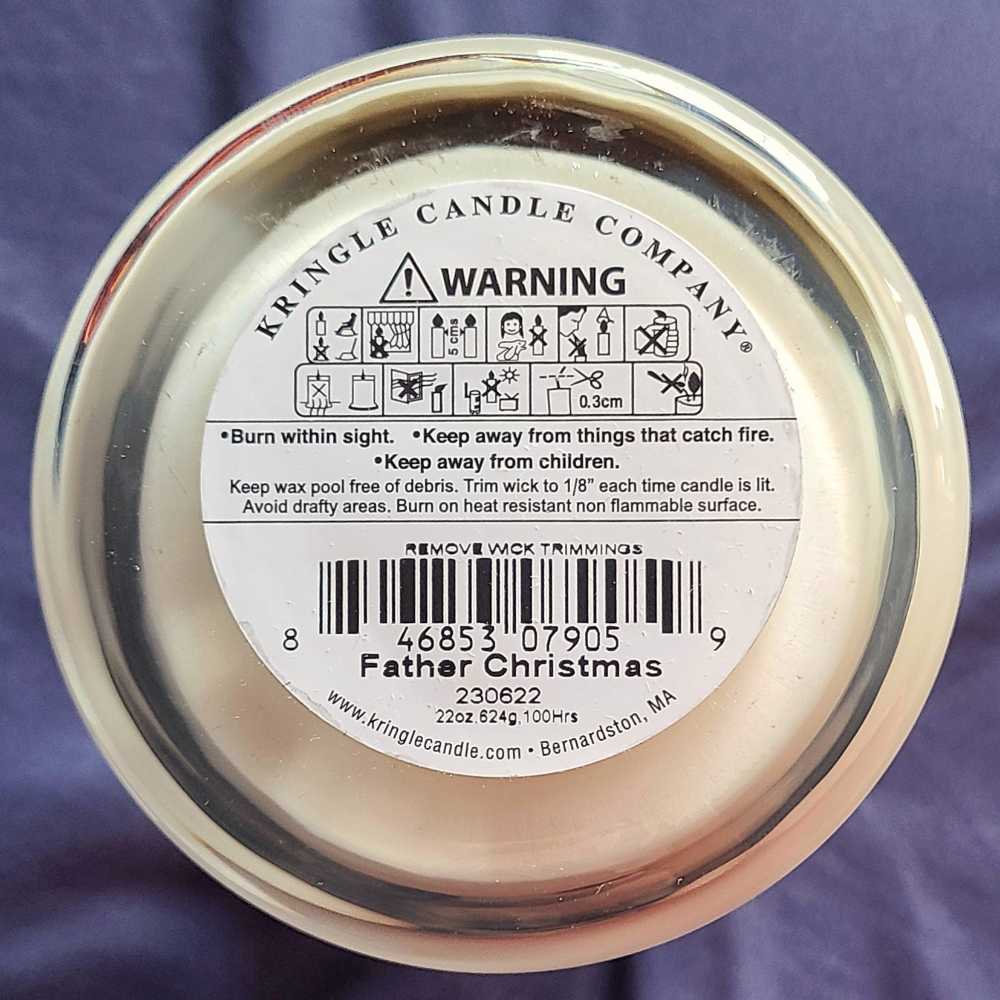 KRINGLE CANDLE COMPANY®
WARNING
5 cms
0.3cm
•Burn within sight. •Keep away from things that catch fire.
•Keep away from children.
Keep wax pool free of debris. Trim wick to 1/8” each time candle is lit.
Avoid drafty areas. Burn on heat resistant non flammable surface.
REMOVE WICK TRIMMINGS
8 46853 07905 9
Father Christmas
230622
22oz,624g,100Hrs
www.kringlecandle.com • Bernardston, MA